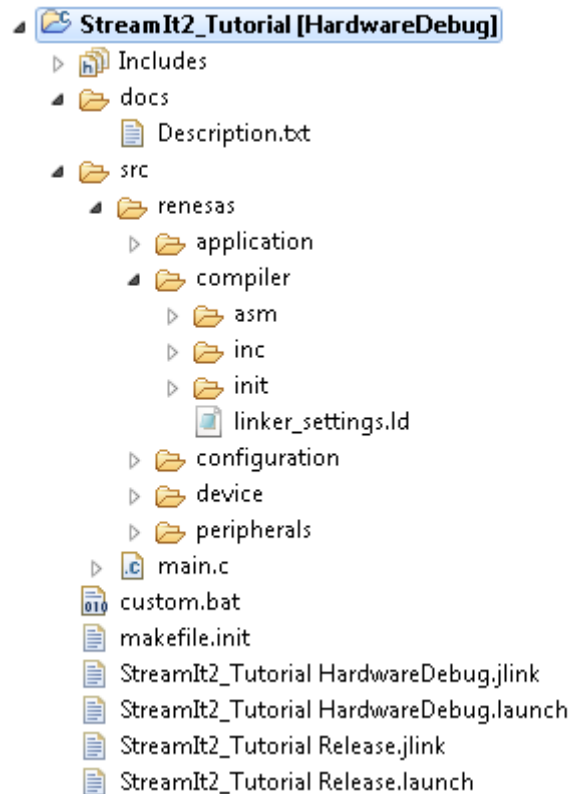 StreamIt2_Tutorial [HardwareDebug]
Includes
docs
Description.txt
src
renesas
application
compiler
asm
inc
init
linker_settings.ld
configuration
device
peripherals
main.c
custom.bat
makefile.init
StreamIt2_Tutorial HardwareDebug.jlink
StreamIt2_Tutorial HardwareDebug.launch
StreamIt2_Tutorial Release.jlink
StreamIt2_Tutorial Release.launch